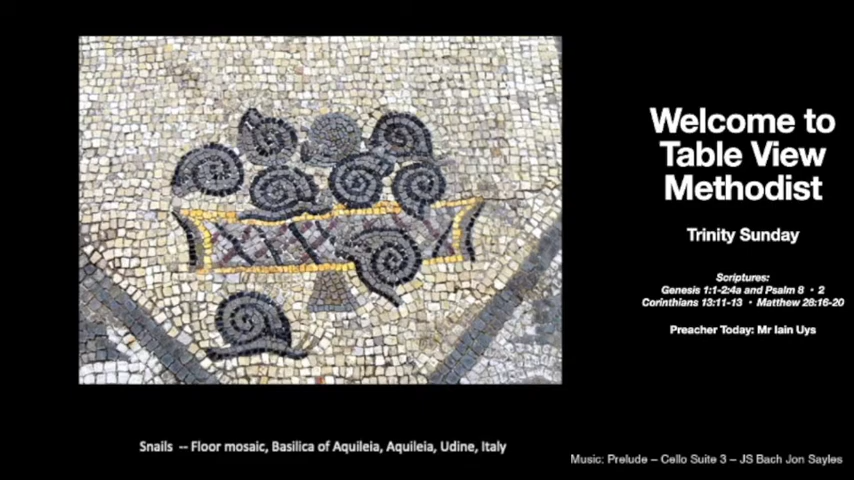 Welcome to
Table View
Methodist
Trinity Sunday
Scriptures:
Genesis 1:1-2:4a and Psalm 8 • 2
Corinthians 13:11-13 • Matthew 28:16-20
Preacher Today: Mr Iain Uys
Snails -- Floor mosaic, Basilica of Aquileia, Aquileia, Udine, Italy
Music: Prelude – Cello Suite 3 – JS Bach Jon Sayles